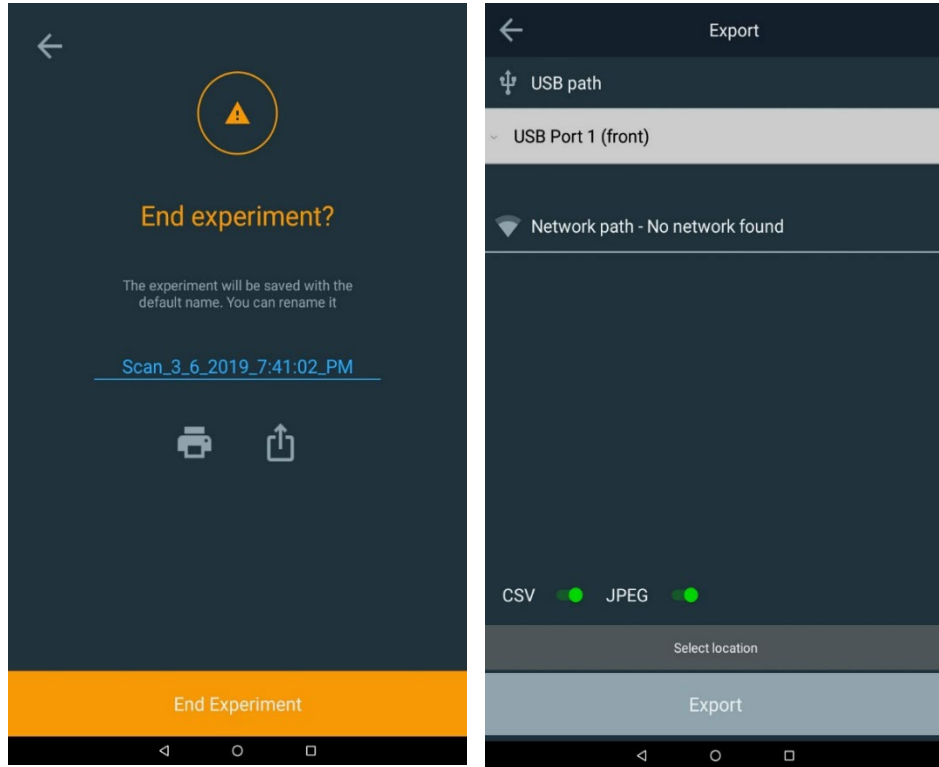 End experiment?
The experiment will be saved with the
default name. You can rename it
Scan_3_6_2019_7:41:02_PM
End Experiment
Export
USB path
USB Port 1 (front)
Network path - No network found
CSV JPEG
Select location
Export